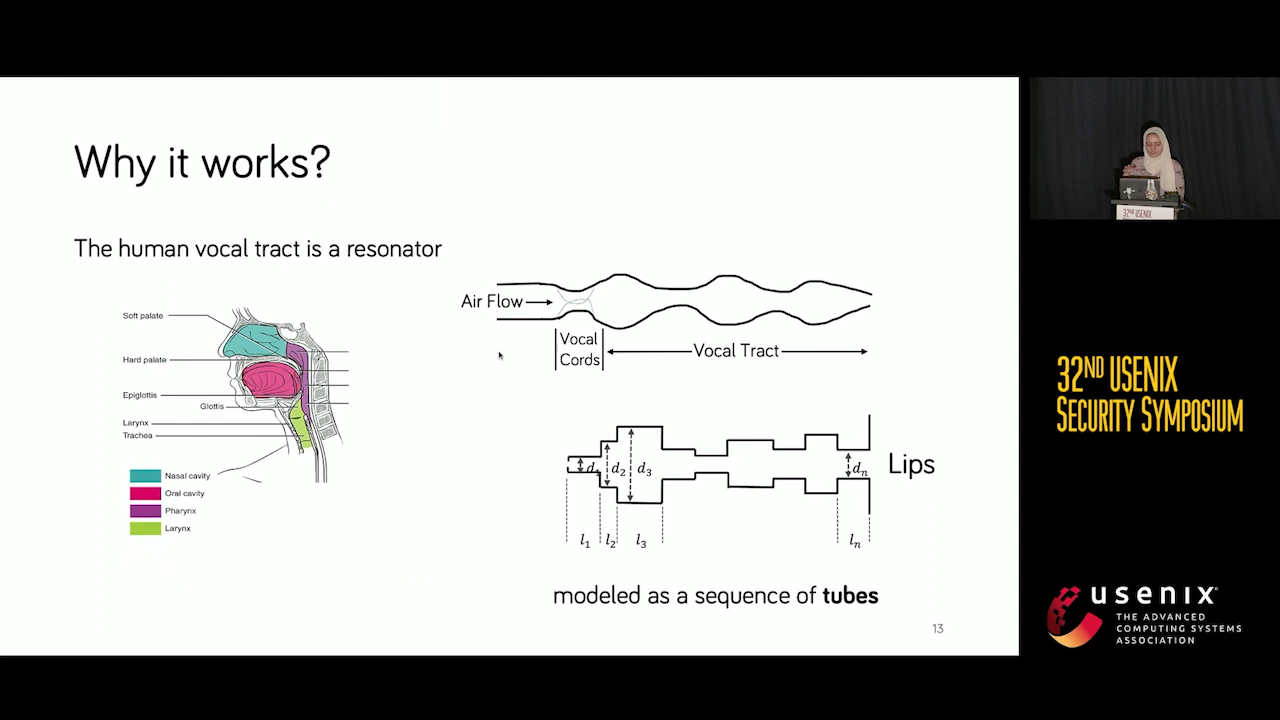 Why it works?
The human vocal tract is a resonator
Soft palate
Hard palate
Epiglottis
Glottis
Larynx
Trachea
Nasal cavity
Oral cavity
Pharynx
Larynx
Air Flow
Vocal
Cords
Vocal Tract
d₂ d₃ dₙ
Lips
l₁ l₂ l₃ lₙ
modeled as a sequence of tubes
13
32ND USENIX
32ND USENIX
SECURITY SYMPOSIUM
usenix
THE ADVANCED
COMPUTING SYSTEMS
ASSOCIATION